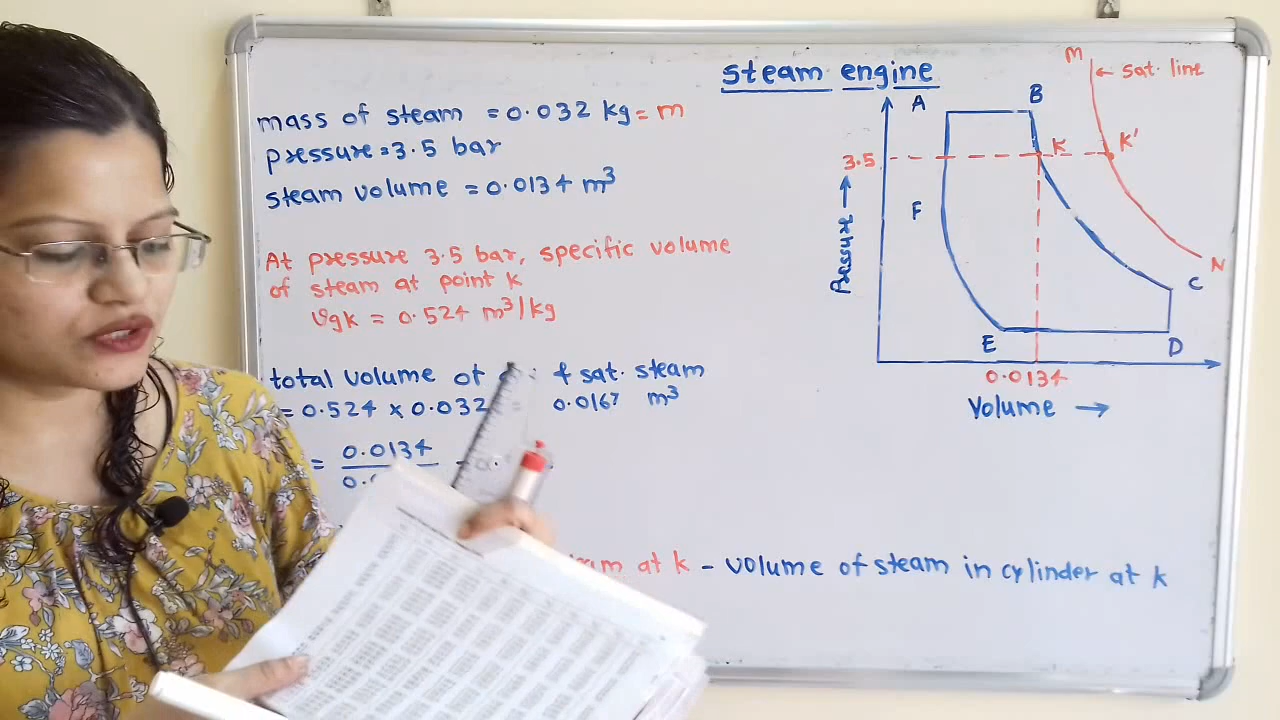 steam engine
mass of steam = 0.032 kg = m
pressure = 3.5 bar
steam volume = 0.0134 m³
At pressure 3.5 bar, specific volume
of steam at point k
vgk = 0.524 m³/kg
total volume of sat. steam
= 0.524 × 0.032 0.0167 m³
= 0.0134
at k - volume of steam in cylinder at k
M
← sat. line
A
B
3.5
K
K'
F
N
C
E
D
0.0134
Pressure →
Volume →